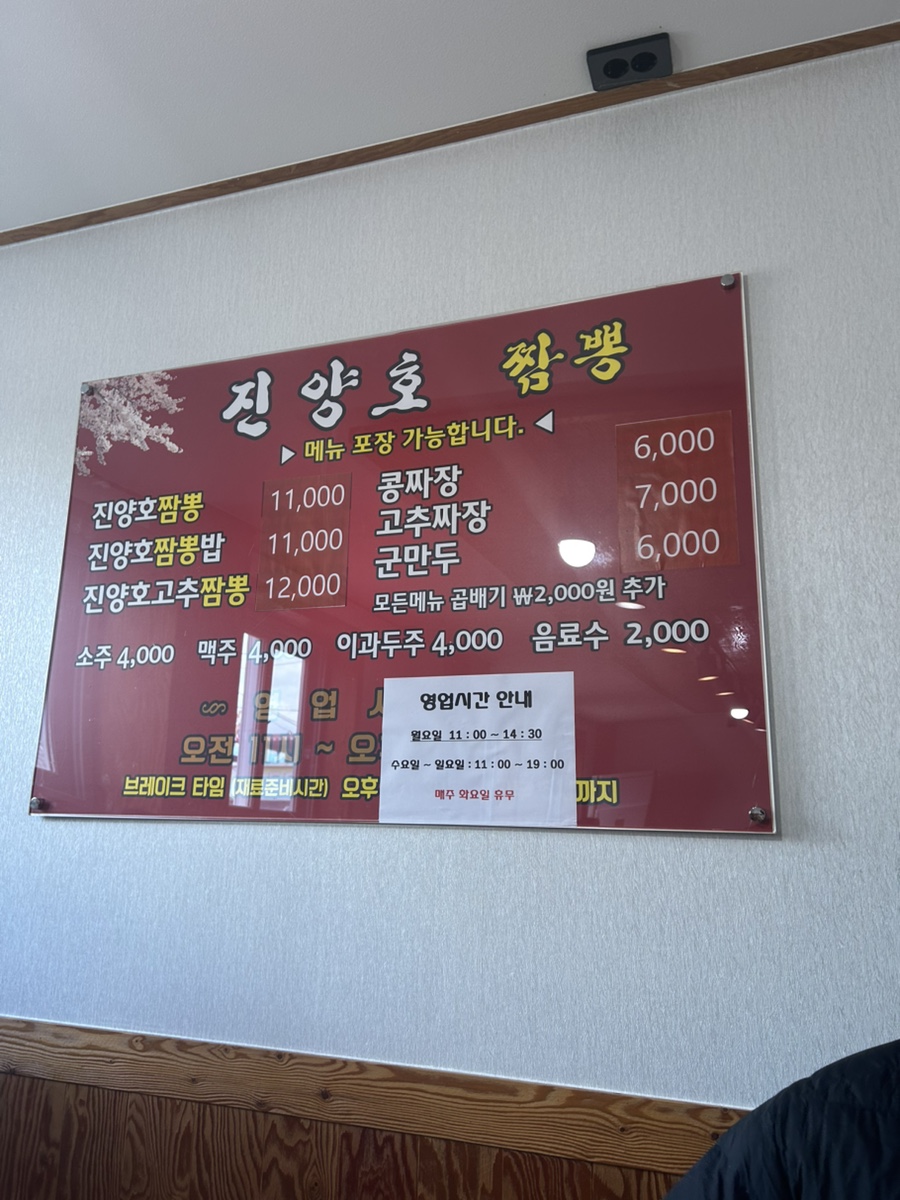 진양호 짬뽕
▶ 메뉴 포장 가능합니다. ◀
진양호짬뽕 11,000
진양호짬뽕밥 11,000
진양호고추짬뽕 12,000
콩짜장 6,000
고추짜장 7,000
군만두 6,000
모든메뉴 곱배기 ₩2,000원 추가
소주 4,000 맥주 4,000 이과두주 4,000 음료수 2,000
영 업
오전 ~
브레이크 타임 (재료준비시간) 오후 까지
영업시간 안내
월요일 11 : 00 ~ 14 : 30
수요일 ~ 일요일 : 11 : 00 ~ 19 : 00
매주 화요일 유무